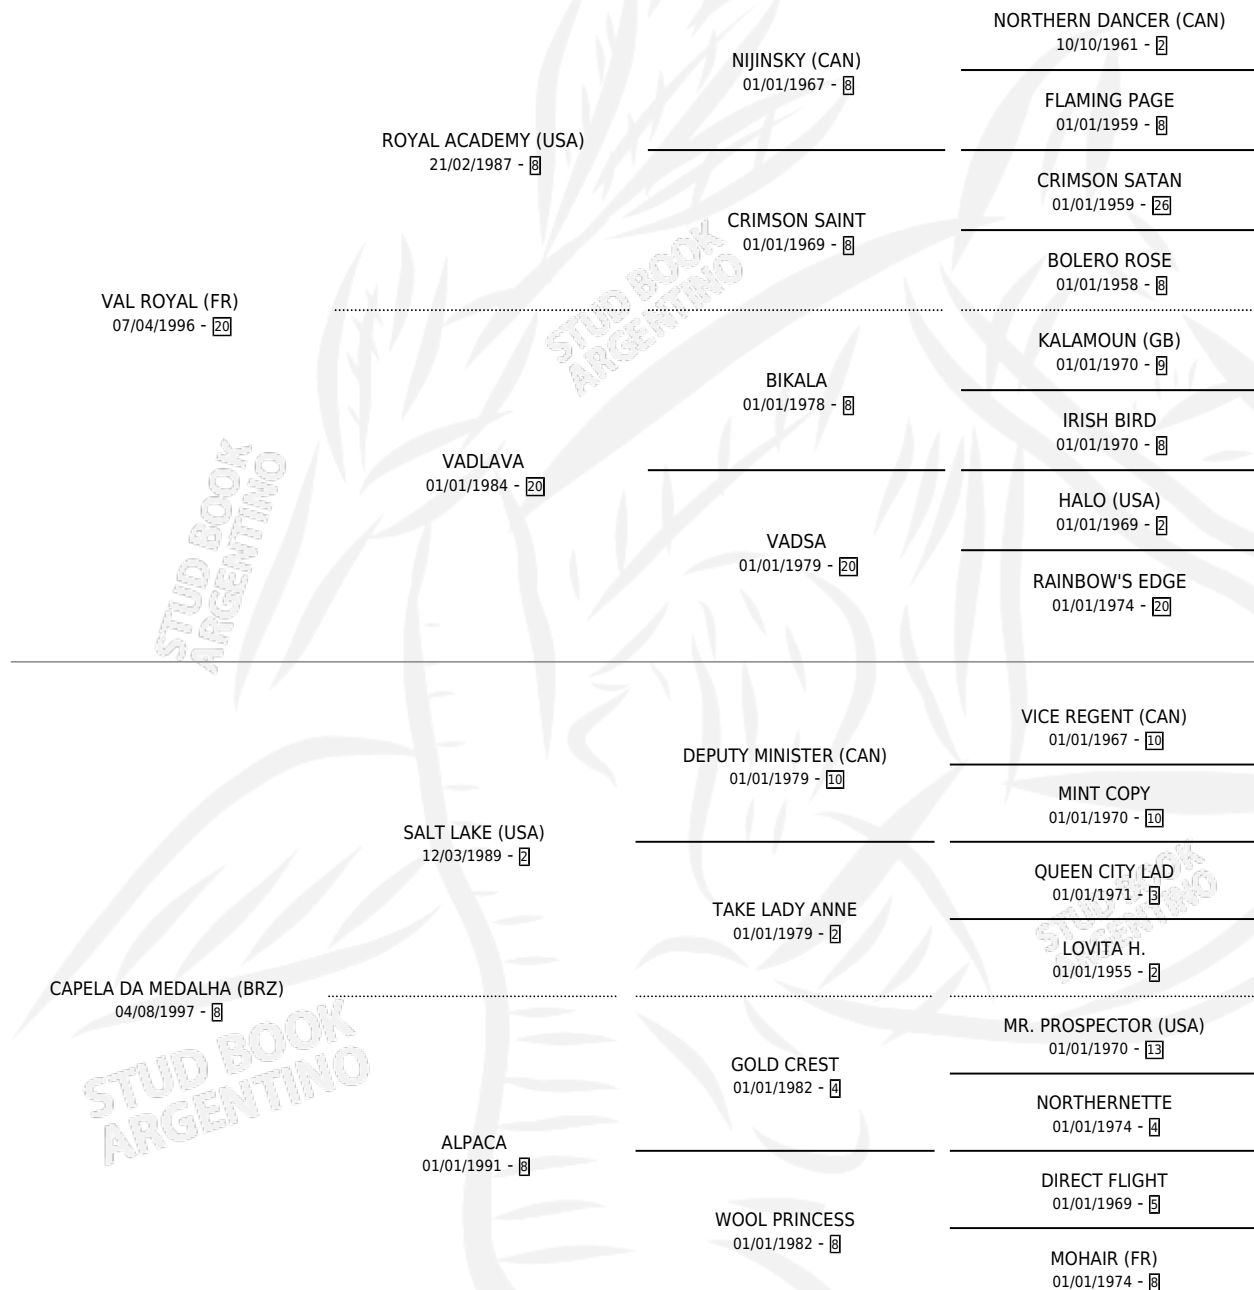 NORTHERN DANCER (CAN)
10/10/1961 - 2
NIJINSKY (CAN)
01/01/1967 - 8
FLAMING PAGE
01/01/1959 - 8
ROYAL ACADEMY (USA)
21/02/1987 - 8
CRIMSON SATAN
01/01/1959 - 26
CRIMSON SAINT
01/01/1969 - 8
BOLERO ROSE
01/01/1958 - 8
VAL ROYAL (FR)
07/04/1996 - 20
KALAMOUN (GB)
01/01/1970 - 9
BIKALA
01/01/1978 - 8
IRISH BIRD
01/01/1970 - 8
VADLAVA
01/01/1984 - 20
HALO (USA)
01/01/1969 - 2
VADSA
01/01/1979 - 20
RAINBOW'S EDGE
01/01/1974 - 20
VICE REGENT (CAN)
01/01/1967 - 10
DEPUTY MINISTER (CAN)
01/01/1979 - 10
MINT COPY
01/01/1970 - 10
SALT LAKE (USA)
12/03/1989 - 2
QUEEN CITY LAD
01/01/1971 - 3
TAKE LADY ANNE
01/01/1979 - 2
LOVITA H.
01/01/1955 - 2
CAPELA DA MEDALHA (BRZ)
04/08/1997 - 8
MR. PROSPECTOR (USA)
01/01/1970 - 13
GOLD CREST
01/01/1982 - 4
NORTHERNETTE
01/01/1974 - 4
ALPACA
01/01/1991 - 8
DIRECT FLIGHT
01/01/1969 - 5
WOOL PRINCESS
01/01/1982 - 8
MOHAIR (FR)
01/01/1974 - 8
STUD BOOK
ARGENTINO
STUD BOOK
ARGENTINO
STUD BOOK
ARGENTINO
STUD BOOK
ARGENTINO